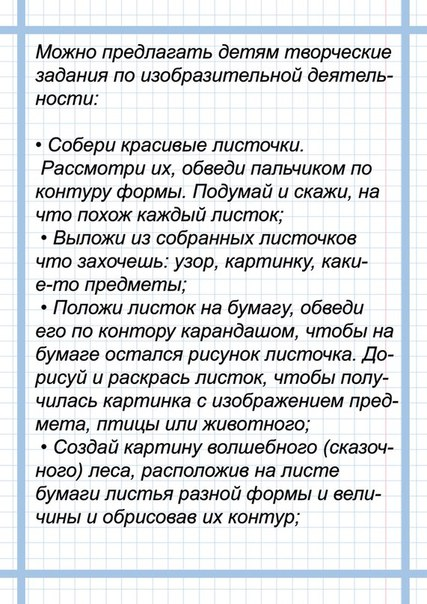 Можно предлагать детям творческие
задания по изобразительной деятель-
ности:
• Собери красивые листочки.
Рассмотри их, обведи пальчиком по
контуру формы. Подумай и скажи, на
что похож каждый листок;
• Выложи из собранных листочков
что захочешь: узор, картинку, каки-
е-то предметы;
• Положи листок на бумагу, обведи
его по контору карандашом, чтобы на
бумаге остался рисунок листочка. До-
рисуй и раскрась листок, чтобы полу-
чилась картинка с изображением пред-
мета, птицы или животного;
• Создай картину волшебного (сказоч-
ного) леса, расположив на листе
бумаги листья разной формы и вели-
чины и обрисовав их контур;